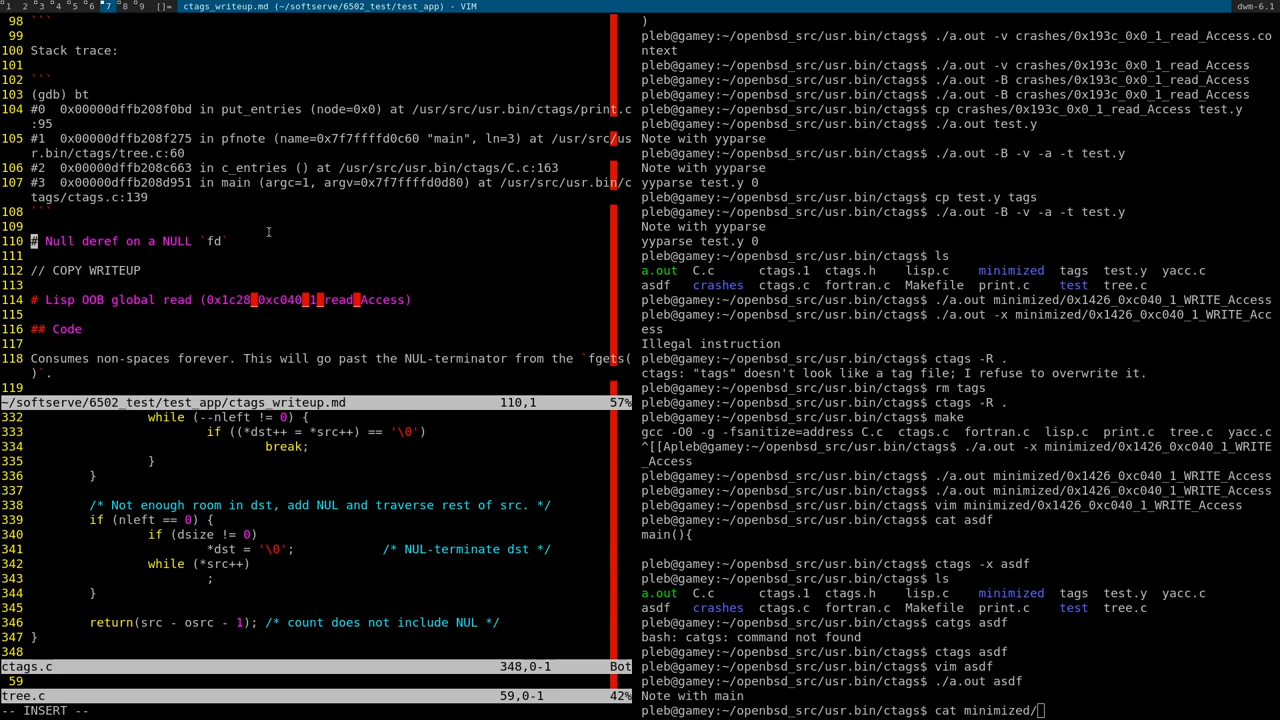 1 2 3 4 5 6 7 8 9 []= ctags_writeup.md (~/softserve/6502_test/test_app) - VIM dwm-6.1
98 ```
99
100 Stack trace:
101
102 ```
103 (gdb) bt
104 #0  0x00000dffb208f0bd in put_entries (node=0x0) at /usr/src/usr.bin/ctags/print.c
:95
105 #1  0x00000dffb208f275 in pfnote (name=0x7f7ffffd0c60 "main", ln=3) at /usr/src/us
r.bin/ctags/tree.c:60
106 #2  0x00000dffb208c663 in c_entries () at /usr/src/usr.bin/ctags/C.c:163
107 #3  0x00000dffb208d951 in main (argc=1, argv=0x7f7ffffd0d80) at /usr/src/usr.bin/c
tags/ctags.c:139
108 ```
109
110 # Null deref on a NULL `fd`
111
112 // COPY WRITEUP
113
114 # Lisp OOB global read (0x1c28_0xc040_1_read_Access)
115
116 ## Code
117
118 Consumes non-spaces forever. This will go past the NUL-terminator from the `fgets(
)`.
119
~/softserve/6502_test/test_app/ctags_writeup.md 110,1 57%
332 while (--nleft != 0) {
333 if ((*dst++ = *src++) == '\0')
334 break;
335 }
336 }
337
338 /* Not enough room in dst, add NUL and traverse rest of src. */
339 if (nleft == 0) {
340 if (dsize != 0)
341 *dst = '\0'; /* NUL-terminate dst */
342 while (*src++)
343 ;
344 }
345
346 return(src - osrc - 1); /* count does not include NUL */
347 }
348
ctags.c 348,0-1 Bot
59
tree.c 59,0-1 42%
-- INSERT --
)
pleb@gamey:~/openbsd_src/usr.bin/ctags$ ./a.out -v crashes/0x193c_0x0_1_read_Access.co
ntext
pleb@gamey:~/openbsd_src/usr.bin/ctags$ ./a.out -v crashes/0x193c_0x0_1_read_Access
pleb@gamey:~/openbsd_src/usr.bin/ctags$ ./a.out -B crashes/0x193c_0x0_1_read_Access
pleb@gamey:~/openbsd_src/usr.bin/ctags$ ./a.out -B crashes/0x193c_0x0_1_read_Access
pleb@gamey:~/openbsd_src/usr.bin/ctags$ cp crashes/0x193c_0x0_1_read_Access test.y
pleb@gamey:~/openbsd_src/usr.bin/ctags$ ./a.out test.y
Note with yyparse
pleb@gamey:~/openbsd_src/usr.bin/ctags$ ./a.out -B -v -a -t test.y
Note with yyparse
yyparse test.y 0
pleb@gamey:~/openbsd_src/usr.bin/ctags$ cp test.y tags
pleb@gamey:~/openbsd_src/usr.bin/ctags$ ./a.out -B -v -a -t test.y
Note with yyparse
yyparse test.y 0
pleb@gamey:~/openbsd_src/usr.bin/ctags$ ls
a.out  C.c      ctags.1  ctags.h    lisp.c    minimized  tags  test.y  yacc.c
asdf   crashes  ctags.c  fortran.c  Makefile  print.c    test  tree.c
pleb@gamey:~/openbsd_src/usr.bin/ctags$ ./a.out minimized/0x1426_0xc040_1_WRITE_Access
pleb@gamey:~/openbsd_src/usr.bin/ctags$ ./a.out -x minimized/0x1426_0xc040_1_WRITE_Acc
ess
Illegal instruction
pleb@gamey:~/openbsd_src/usr.bin/ctags$ ctags -R .
ctags: "tags" doesn't look like a tag file; I refuse to overwrite it.
pleb@gamey:~/openbsd_src/usr.bin/ctags$ rm tags
pleb@gamey:~/openbsd_src/usr.bin/ctags$ ctags -R .
pleb@gamey:~/openbsd_src/usr.bin/ctags$ make
gcc -O0 -g -fsanitize=address C.c  ctags.c  fortran.c  lisp.c  print.c  tree.c  yacc.c
^[[Apleb@gamey:~/openbsd_src/usr.bin/ctags$ ./a.out -x minimized/0x1426_0xc040_1_WRITE
_Access
pleb@gamey:~/openbsd_src/usr.bin/ctags$ ./a.out minimized/0x1426_0xc040_1_WRITE_Access
pleb@gamey:~/openbsd_src/usr.bin/ctags$ ./a.out minimized/0x1426_0xc040_1_WRITE_Access
pleb@gamey:~/openbsd_src/usr.bin/ctags$ vim minimized/0x1426_0xc040_1_WRITE_Access
pleb@gamey:~/openbsd_src/usr.bin/ctags$ cat asdf
main(){

pleb@gamey:~/openbsd_src/usr.bin/ctags$ ctags -x asdf
pleb@gamey:~/openbsd_src/usr.bin/ctags$ ls
a.out  C.c      ctags.1  ctags.h    lisp.c    minimized  tags  test.y  yacc.c
asdf   crashes  ctags.c  fortran.c  Makefile  print.c    test  tree.c
pleb@gamey:~/openbsd_src/usr.bin/ctags$ catgs asdf
bash: catgs: command not found
pleb@gamey:~/openbsd_src/usr.bin/ctags$ ctags asdf
pleb@gamey:~/openbsd_src/usr.bin/ctags$ vim asdf
pleb@gamey:~/openbsd_src/usr.bin/ctags$ ./a.out asdf
Note with main
pleb@gamey:~/openbsd_src/usr.bin/ctags$ cat minimized/